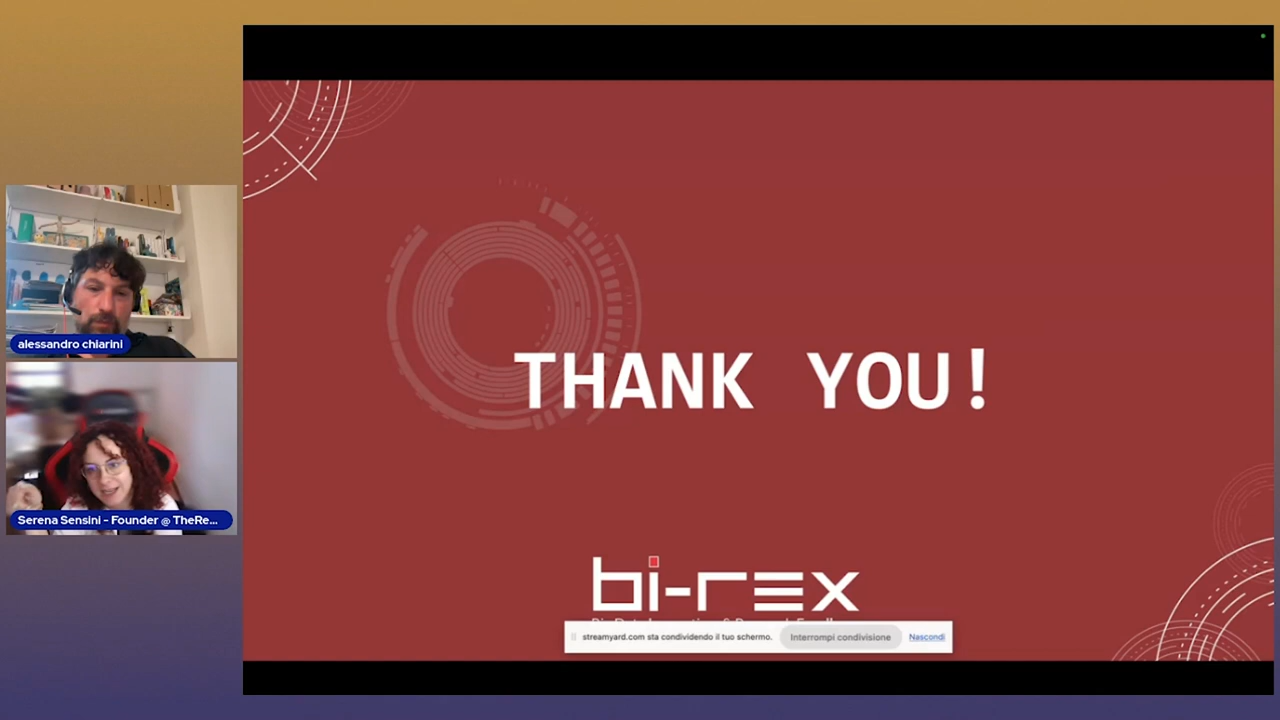 alessandro chiarini
Serena Sensini - Founder @ TheRe...
THANK YOU!
bi-rex
streamyard.com sta condividendo il tuo schermo.
Interrompi condivisione
Nascondi